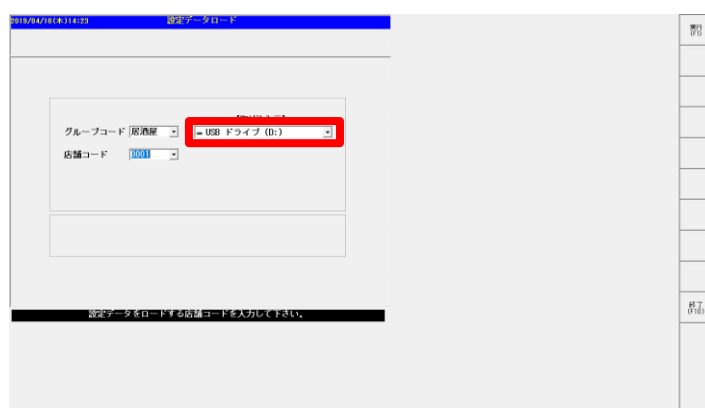 2019/04/18(木)14:23 設定データロード
実行
(F1)
グループコード 居酒屋 USB ドライブ (D:)
店舗コード 0001
終了
(F10)
設定データをロードする店舗コードを入力して下さい。